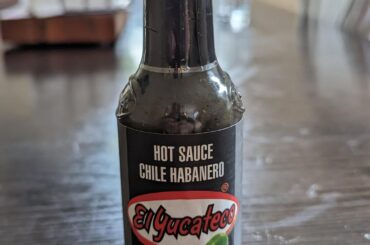 HOT SAUCE
CHILE HABANERO
El Yucateco
®